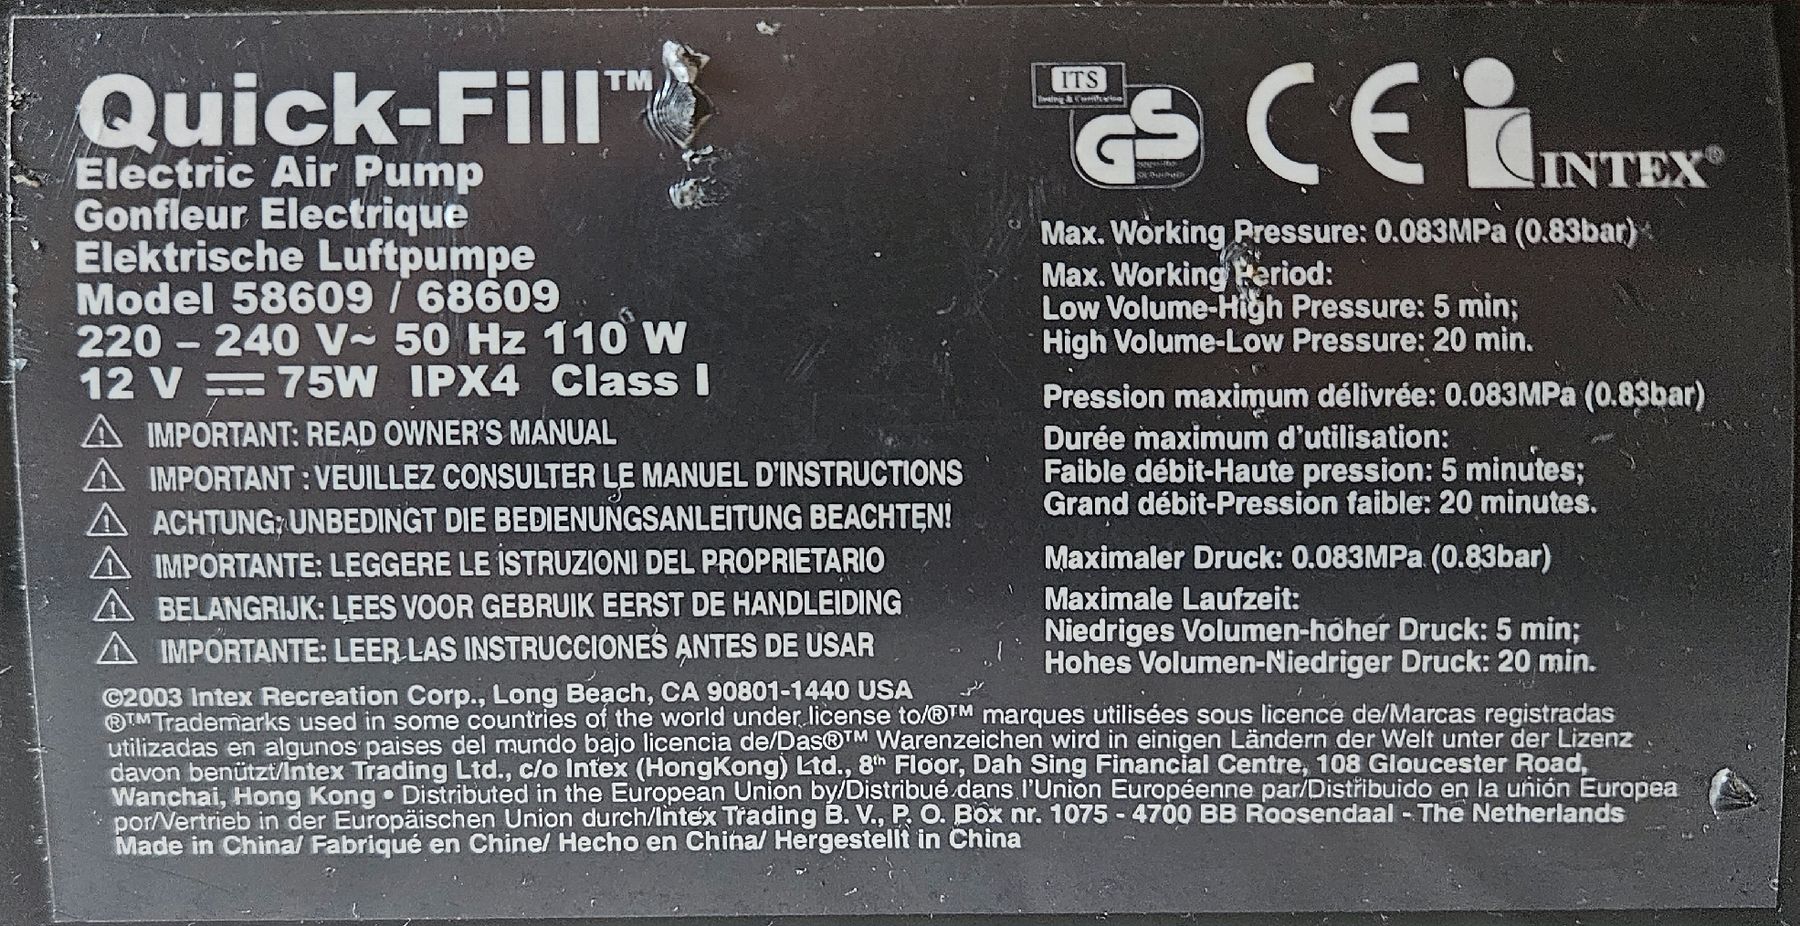 Quick-Fill™
Electric Air Pump
Gonfleur Electrique
Elektrische Luftpumpe
Model 58609 / 68609
220 – 240 V~ 50 Hz 110 W
12 V ⎓ 75W IPX4 Class I
⚠ IMPORTANT: READ OWNER'S MANUAL
⚠ IMPORTANT : VEUILLEZ CONSULTER LE MANUEL D'INSTRUCTIONS
⚠ ACHTUNG: UNBEDINGT DIE BEDIENUNGSANLEITUNG BEACHTEN!
⚠ IMPORTANTE: LEGGERE LE ISTRUZIONI DEL PROPRIETARIO
⚠ BELANGRIJK: LEES VOOR GEBRUIK EERST DE HANDLEIDING
⚠ IMPORTANTE: LEER LAS INSTRUCCIONES ANTES DE USAR
ITS
Testing & Certification
GS
CE
INTEX®
Max. Working Pressure: 0.083MPa (0.83bar)
Max. Working Period:
Low Volume-High Pressure: 5 min;
High Volume-Low Pressure: 20 min.
Pression maximum délivrée: 0.083MPa (0.83bar)
Durée maximum d'utilisation:
Faible débit-Haute pression: 5 minutes;
Grand débit-Pression faible: 20 minutes.
Maximaler Druck: 0.083MPa (0.83bar)
Maximale Laufzeit:
Niedriges Volumen-hoher Druck: 5 min;
Hohes Volumen-Niedriger Druck: 20 min.
©2003 Intex Recreation Corp., Long Beach, CA 90801-1440 USA
®™Trademarks used in some countries of the world under license to/®™ marques utilisées sous licence de/Marcas registradas
utilizadas en algunos paises del mundo bajo licencia de/Das®™ Warenzeichen wird in einigen Ländern der Welt unter der Lizenz
davon benützt/Intex Trading Ltd., c/o Intex (HongKong) Ltd., 8th Floor, Dah Sing Financial Centre, 108 Gloucester Road,
Wanchai, Hong Kong • Distributed in the European Union by/Distribué dans l'Union Européenne par/Distribuido en la unión Europea
por/Vertrieb in der Europäischen Union durch/Intex Trading B. V., P. O. Box nr. 1075 - 4700 BB Roosendaal - The Netherlands
Made in China/ Fabriqué en Chine/ Hecho en China/ Hergestellt in China